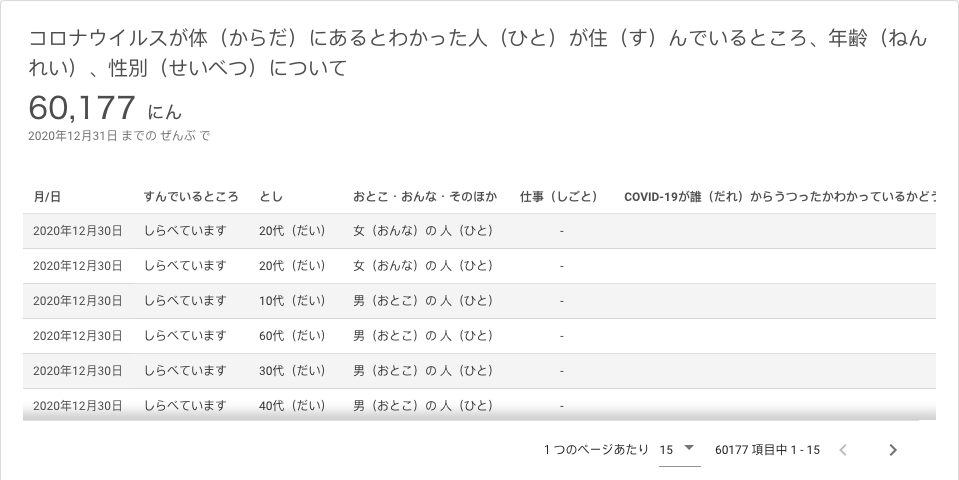 コロナウイルスが体（からだ）にあるとわかった人（ひと）が住（す）んでいるところ、年齢（ねん
れい）、性別（せいべつ）について
60,177 にん
2020年12月31日 までの ぜんぶ で
月/日 すんでいるところ とし おとこ・おんな・そのほか 仕事（しごと） COVID-19が誰（だれ）からうつったかわかっているかどう
2020年12月30日 しらべています 20代（だい） 女（おんな）の 人（ひと） -
2020年12月30日 しらべています 20代（だい） 女（おんな）の 人（ひと） -
2020年12月30日 しらべています 10代（だい） 男（おとこ）の 人（ひと） -
2020年12月30日 しらべています 60代（だい） 男（おとこ）の 人（ひと） -
2020年12月30日 しらべています 30代（だい） 男（おとこ）の 人（ひと） -
2020年12月30日 しらべています 40代（だい） 男（おとこ）の 人（ひと） -
1 つのページあたり 15 60177 項目中 1 - 15